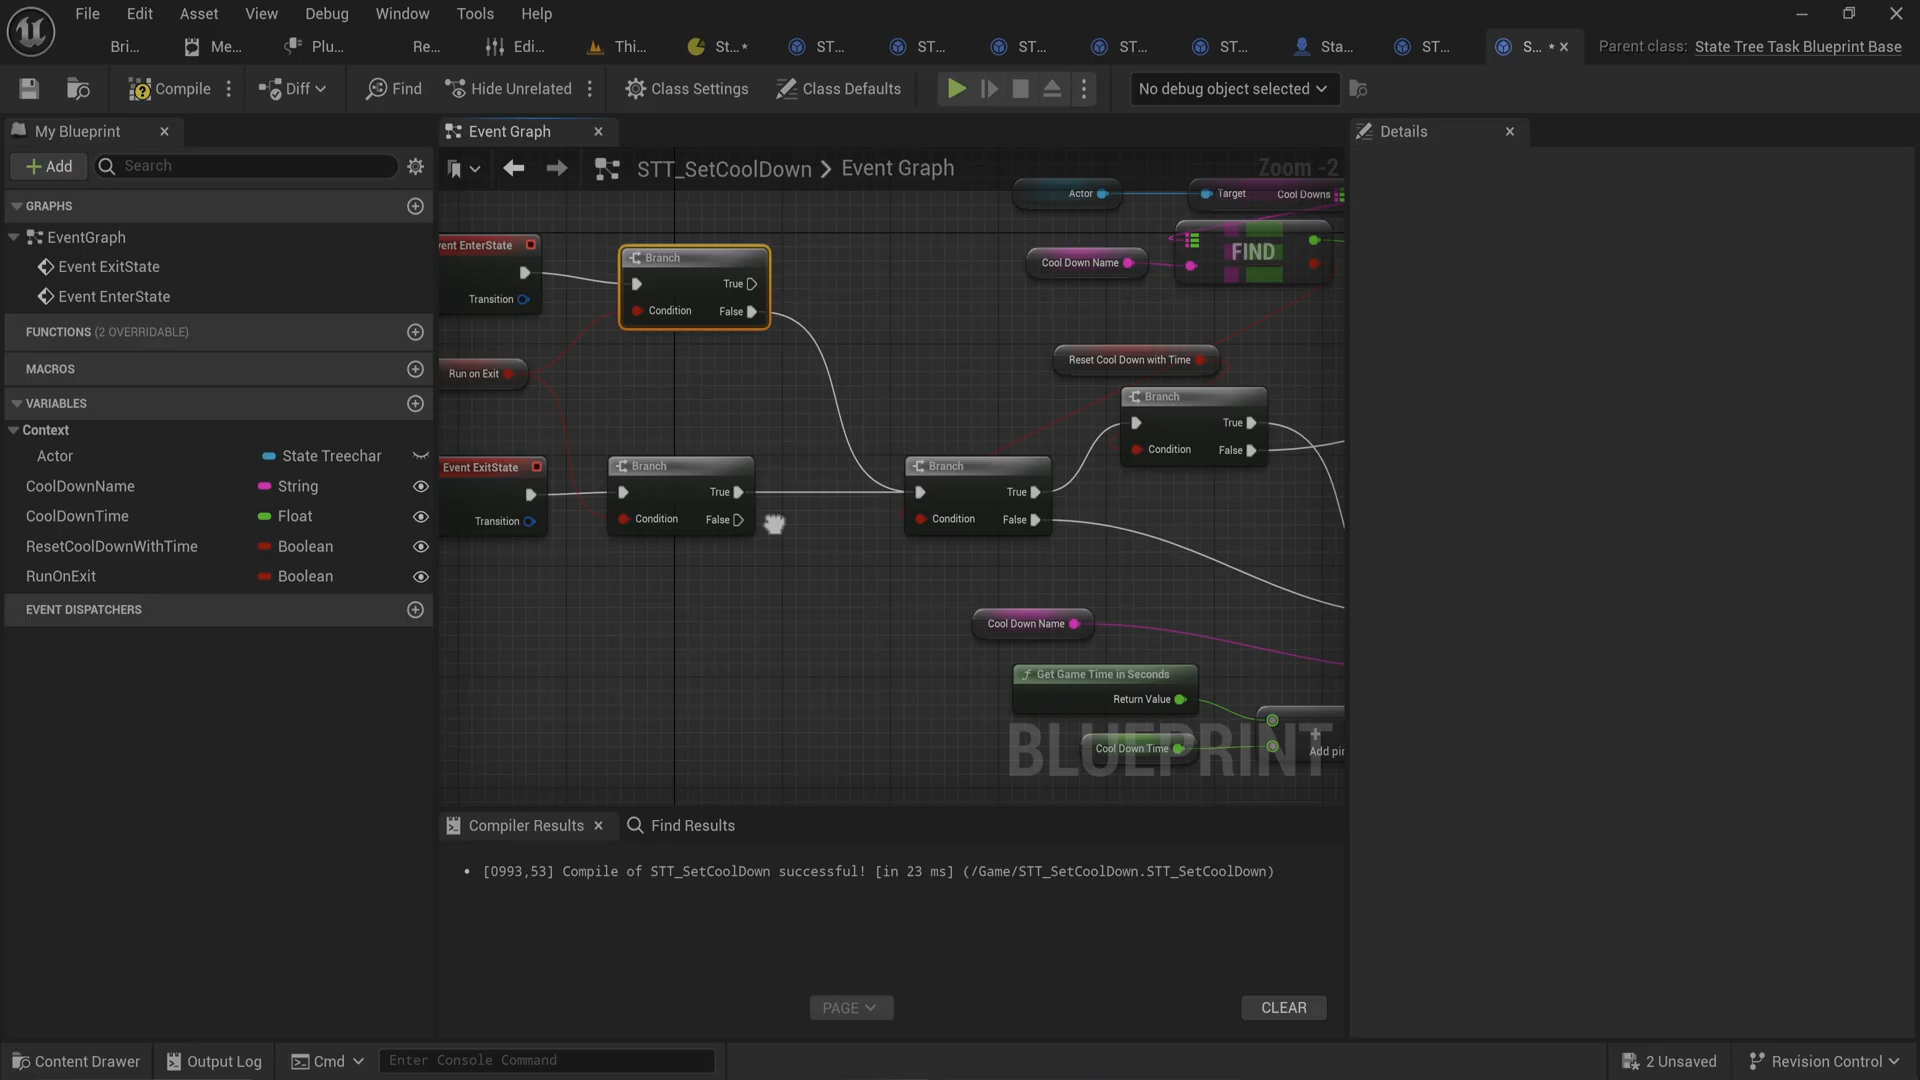 File Edit Asset View Debug Window Tools Help
Bri... Me... Plu... Re... Edi... Thi... St...• ST... ST... ST... ST... ST... Sta... ST... S... • Parent class: State Tree Task Blueprint Base
Compile Diff Find Hide Unrelated Class Settings Class Defaults No debug object selected
My Blueprint
Event Graph
Details
Add Search
STT_SetCoolDown > Event Graph
Zoom -2
GRAPHS
EventGraph
Event ExitState
Event EnterState
FUNCTIONS (2 OVERRIDABLE)
MACROS
VARIABLES
Context
Actor State Treechar
CoolDownName String
CoolDownTime Float
ResetCoolDownWithTime Boolean
RunOnExit Boolean
EVENT DISPATCHERS
Actor
Target Cool Downs
vent EnterState
Transition
Branch
True
Condition False
Cool Down Name
FIND
Run on Exit
Reset Cool Down with Time
Branch
True
Condition False
Event ExitState
Transition
Branch
True
Condition False
Branch
True
Condition False
Cool Down Name
Get Game Time in Seconds
Return Value
Cool Down Time
Add pin
BLUEPRINT
Compiler Results Find Results
• [0993,53] Compile of STT_SetCoolDown successful! [in 23 ms] (/Game/STT_SetCoolDown.STT_SetCoolDown)
PAGE CLEAR
Content Drawer Output Log Cmd Enter Console Command 2 Unsaved Revision Control